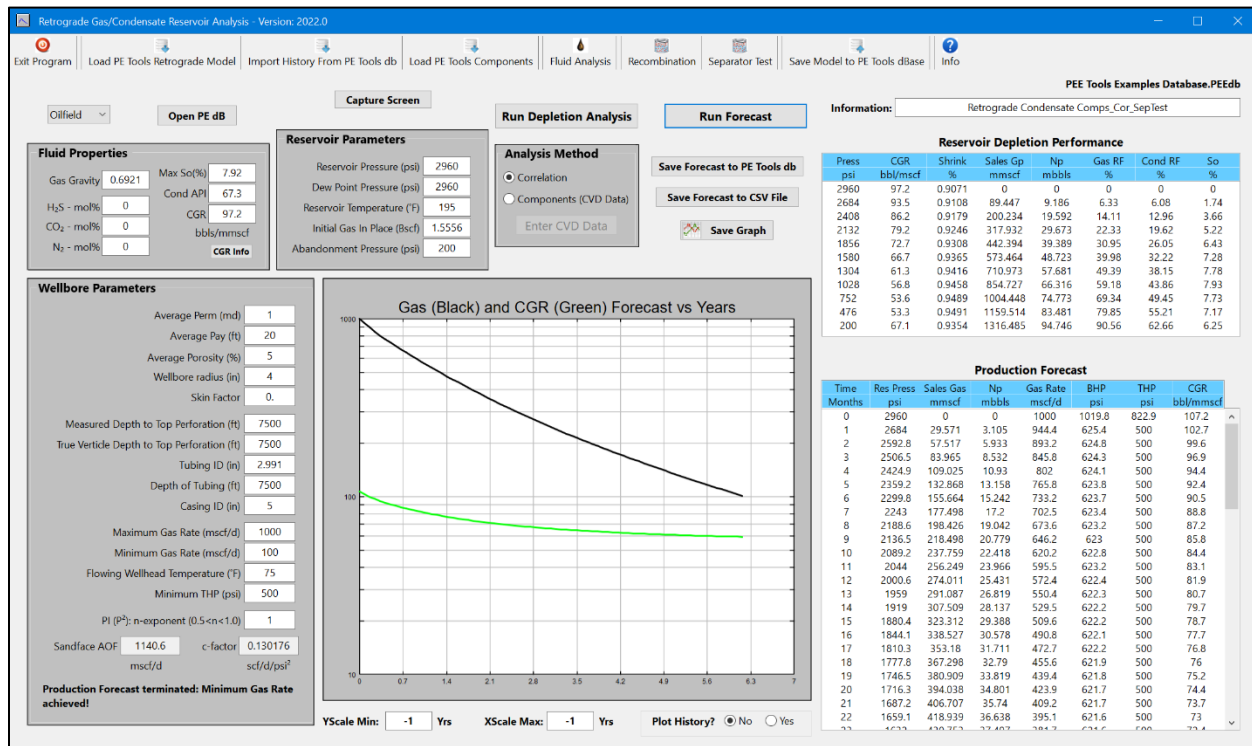 Retrograde Gas/Condensate Reservoir Analysis - Version: 2022.0
Exit Program Load PE Tools Retrograde Model Import History From PE Tools db Load PE Tools Components Fluid Analysis Recombination Separator Test Save Model to PE Tools dBase Info
PEE Tools Examples Database.PEEdb
Oilfield Open PE dB Capture Screen
Run Depletion Analysis Run Forecast
Information: Retrograde Condensate Comps_Cor_SepTest
Fluid Properties
Gas Gravity 0.6921 Max So(%) 7.92
H₂S - mol% 0 Cond API 67.3
CO₂ - mol% 0 CGR 97.2
N₂ - mol% 0 bbls/mmscf
CGR Info
Reservoir Parameters
Reservoir Pressure (psi) 2960
Dew Point Pressure (psi) 2960
Reservoir Temperature (°F) 195
Initial Gas In Place (Bscf) 1.5556
Abandonment Pressure (psi) 200
Analysis Method
Correlation
Components (CVD Data)
Enter CVD Data
Save Forecast to PE Tools db
Save Forecast to CSV File
Save Graph
Reservoir Depletion Performance
Press CGR Shrink Sales Gp Np Gas RF Cond RF So
psi bbl/mscf % mmscf mbbls % % %
2960 97.2 0.9071 0 0 0 0 0
2684 93.5 0.9108 89.447 9.186 6.33 6.08 1.74
2408 86.2 0.9179 200.234 19.592 14.11 12.96 3.66
2132 79.2 0.9246 317.932 29.673 22.33 19.62 5.22
1856 72.7 0.9308 442.394 39.389 30.95 26.05 6.43
1580 66.7 0.9365 573.464 48.723 39.98 32.22 7.28
1304 61.3 0.9416 710.973 57.681 49.39 38.15 7.78
1028 56.8 0.9458 854.727 66.316 59.18 43.86 7.93
752 53.6 0.9489 1004.448 74.773 69.34 49.45 7.73
476 53.3 0.9491 1159.514 83.481 79.85 55.21 7.17
200 67.1 0.9354 1316.485 94.746 90.56 62.66 6.25
Wellbore Parameters
Average Perm (md) 1
Average Pay (ft) 20
Average Porosity (%) 5
Wellbore radius (in) 4
Skin Factor 0.
Measured Depth to Top Perforation (ft) 7500
True Verticle Depth to Top Perforation (ft) 7500
Tubing ID (in) 2.991
Depth of Tubing (ft) 7500
Casing ID (in) 5
Maximum Gas Rate (mscf/d) 1000
Minimum Gas Rate (mscf/d) 100
Flowing Wellhead Temperature (°F) 75
Minimum THP (psi) 500
PI (P²): n-exponent (0.5<n<1.0) 1
Sandface AOF 1140.6 c-factor 0.130176
mscf/d scf/d/psi²
Production Forecast terminated: Minimum Gas Rate
achieved!
Gas (Black) and CGR (Green) Forecast vs Years
1000
100
10
0 0.7 1.4 2.1 2.8 3.5 4.2 4.9 5.6 6.3 7
YScale Min: -1 Yrs XScale Max: -1 Yrs Plot History? No Yes
Production Forecast
Time Res Press Sales Gas Np Gas Rate BHP THP CGR
Months psi mmscf mbbls mscf/d psi psi bbl/mmscf
0 2960 0 0 1000 1019.8 822.9 107.2
1 2684 29.571 3.105 944.4 625.4 500 102.7
2 2592.8 57.517 5.933 893.2 624.8 500 99.6
3 2506.5 83.965 8.532 845.8 624.3 500 96.9
4 2424.9 109.025 10.93 802 624.1 500 94.4
5 2359.2 132.868 13.158 765.8 623.8 500 92.4
6 2299.8 155.664 15.242 733.2 623.7 500 90.5
7 2243 177.498 17.2 702.5 623.4 500 88.8
8 2188.6 198.426 19.042 673.6 623.2 500 87.2
9 2136.5 218.498 20.779 646.2 623 500 85.8
10 2089.2 237.759 22.418 620.2 622.8 500 84.4
11 2044 256.249 23.966 595.5 623.2 500 83.1
12 2000.6 274.011 25.431 572.4 622.4 500 81.9
13 1959 291.087 26.819 550.4 622.3 500 80.7
14 1919 307.509 28.137 529.5 622.2 500 79.7
15 1880.4 323.312 29.388 509.6 622.2 500 78.7
16 1844.1 338.527 30.578 490.8 622.1 500 77.7
17 1810.3 353.18 31.711 472.7 622.2 500 76.8
18 1777.8 367.298 32.79 455.6 621.9 500 76
19 1746.5 380.909 33.819 439.4 621.8 500 75.2
20 1716.3 394.038 34.801 423.9 621.7 500 74.4
21 1687.2 406.707 35.74 409.2 621.7 500 73.7
22 1659.1 418.939 36.638 395.1 621.6 500 73